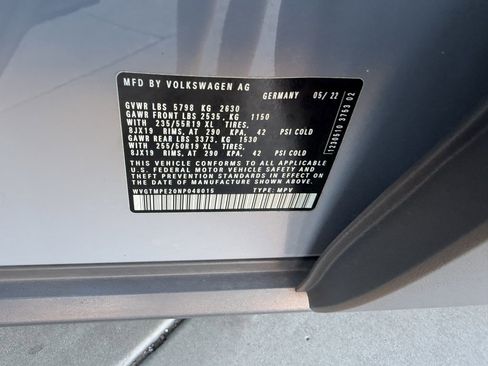 MFD BY VOLKSWAGEN AG
GERMANY 05/22
GVWR LBS 5798 KG 2630
GAWR FRONT LBS 2535, KG 1150
WITH 235/55R19 XL TIRES,
8JX19 RIMS, AT 290 KPA, 42 PSI COLD
GAWR REAR LBS 3373, KG 1530
WITH 255/50R19 XL TIRES,
8JX19 RIMS, AT 290 KPA, 42 PSI COLD
THIS VEHICLE CONFORMS TO ALL APPLICABLE
U.S. FEDERAL MOTOR VEHICLE SAFETY AND
THEFT PREVENTION STANDARDS IN EFFECT ON
THE DATE OF MANUFACTURE SHOWN ABOVE.
WVGTMPE20NP048015 TYPE: MPV